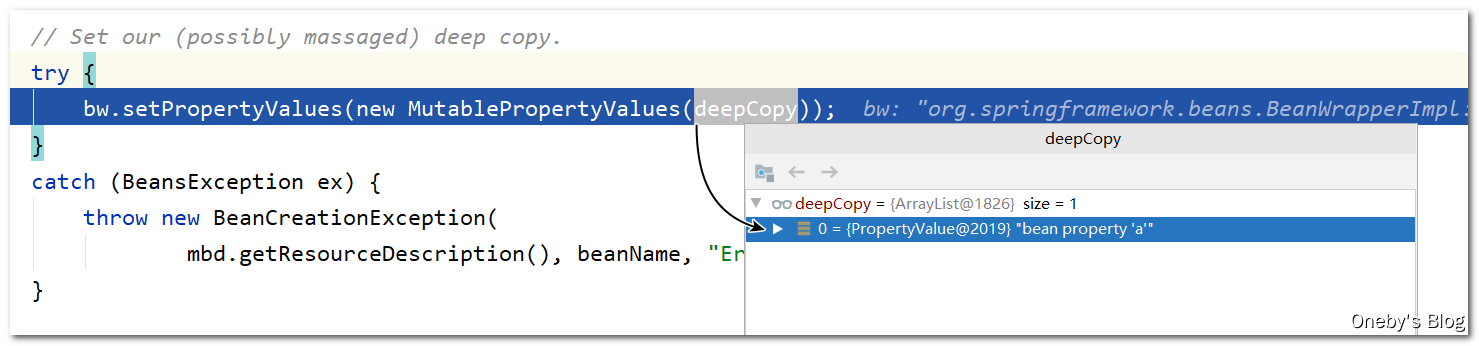 // Set our (possibly massaged) deep copy.
try {
bw.setPropertyValues(new MutablePropertyValues(deepCopy)); bw: "org.springframework.beans.BeanWrapperImpl:
}
deepCopy
catch (BeansException ex) {
deepCopy = {ArrayList@1826} size = 1
throw new BeanCreationException(
0 = {PropertyValue@2019} "bean property 'a'"
mbd.getResourceDescription(), beanName, "Er
}
Oneby's Blog